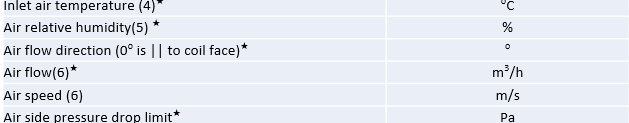 Inlet air temperature (4)★ °C
Air relative humidity(5) ★ %
Air flow direction (0° is || to coil face)★ °
Air flow(6)★ m³/h
Air speed (6) m/s
Air side pressure drop limit★ Pa